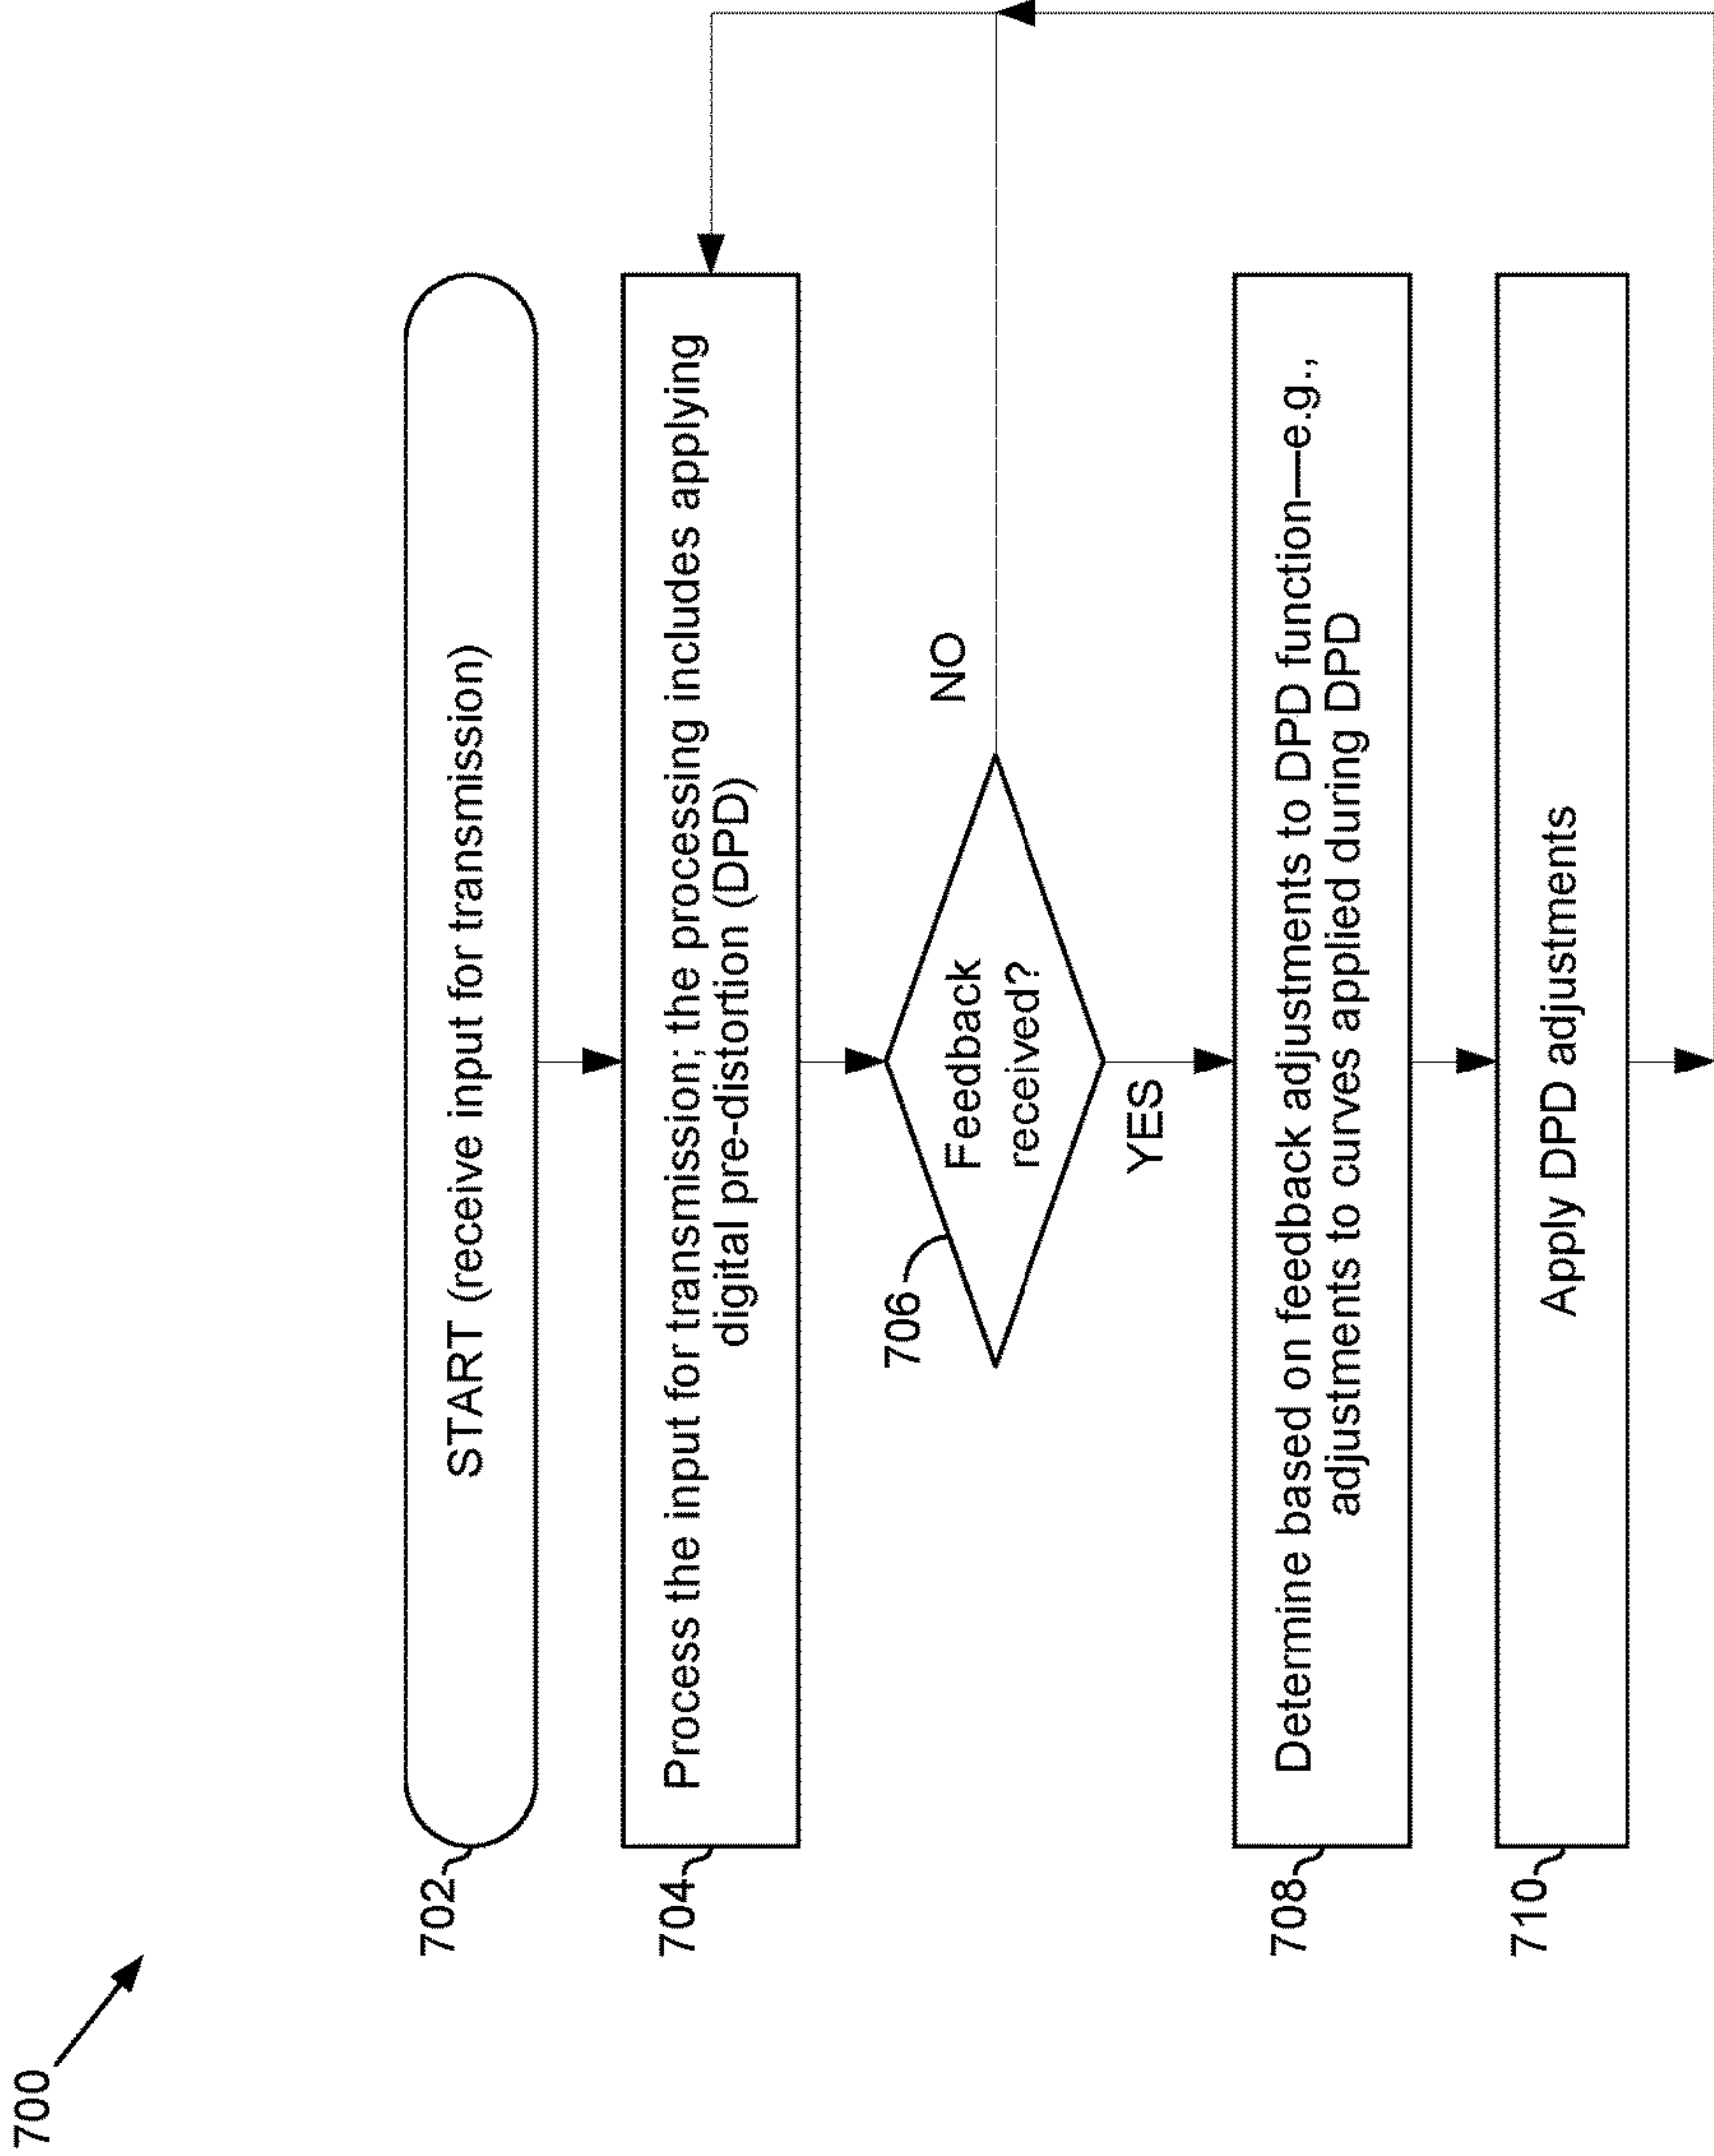 700
702
START (receive input for transmission)
704
Process the input for transmission; the processing includes applying
digital pre-distortion (DPD)
706
Feedback
received?
NO
YES
708
Determine based on feedback adjustments to DPD function—e.g.,
adjustments to curves applied during DPD
710
Apply DPD adjustments